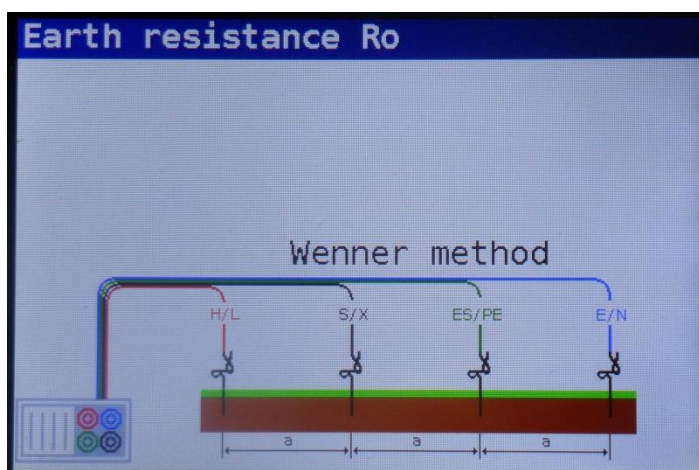 Earth resistance Ro
Wenner method
H/L S/X ES/PE E/N
a a a